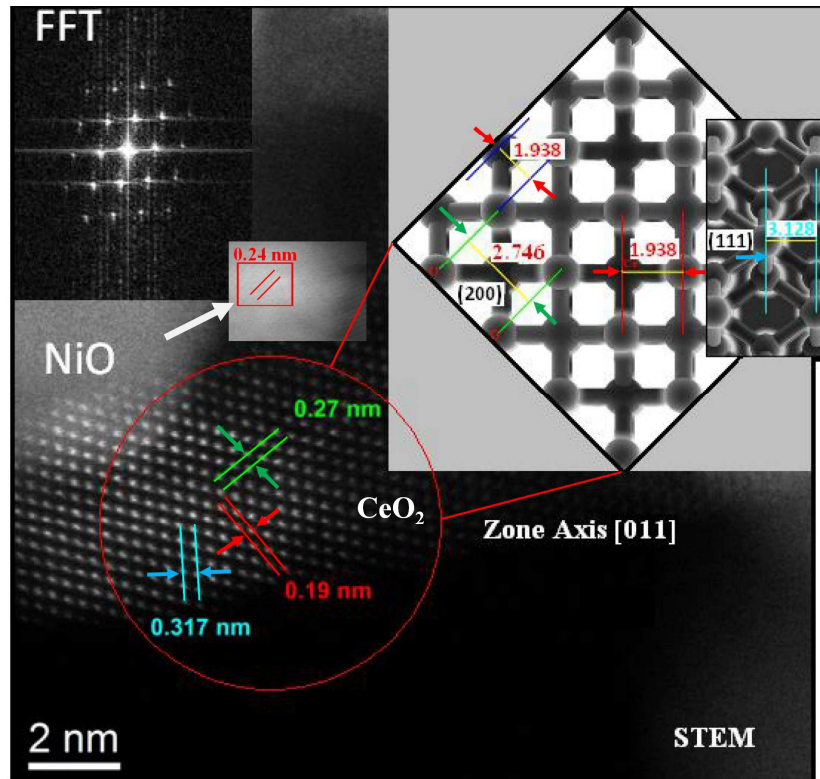 FFT
1.938
0.24 nm
2.746
1.938
(111)
3.128
(200)
NiO
0.27 nm
CeO₂
Zone Axis [011]
0.19 nm
0.317 nm
2 nm
STEM